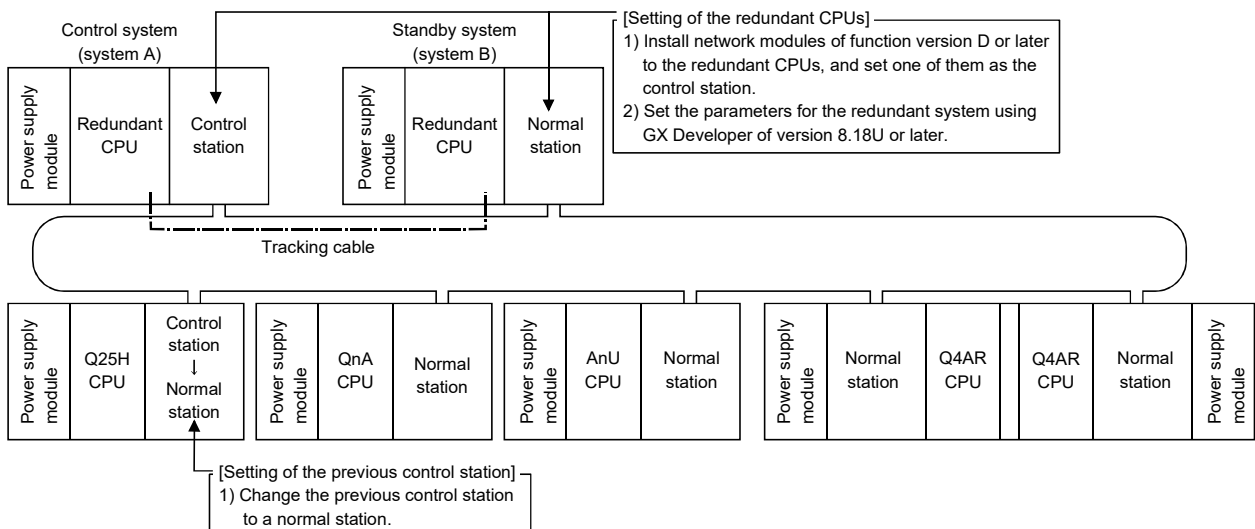 Control system
(system A)
Standby system
(system B)
[Setting of the redundant CPUs]
1) Install network modules of function version D or later
to the redundant CPUs, and set one of them as the
control station.
2) Set the parameters for the redundant system using
GX Developer of version 8.18U or later.
Power supply
module
Redundant
CPU
Control
station
Power supply
module
Redundant
CPU
Normal
station
Tracking cable
Power supply
module
Q25H
CPU
Control
station
↓
Normal
station
Power supply
module
QnA
CPU
Normal
station
Power supply
module
AnU
CPU
Normal
station
Power supply
module
Normal
station
Q4AR
CPU
Q4AR
CPU
Normal
station
Power supply
module
[Setting of the previous control station]
1) Change the previous control station
to a normal station.